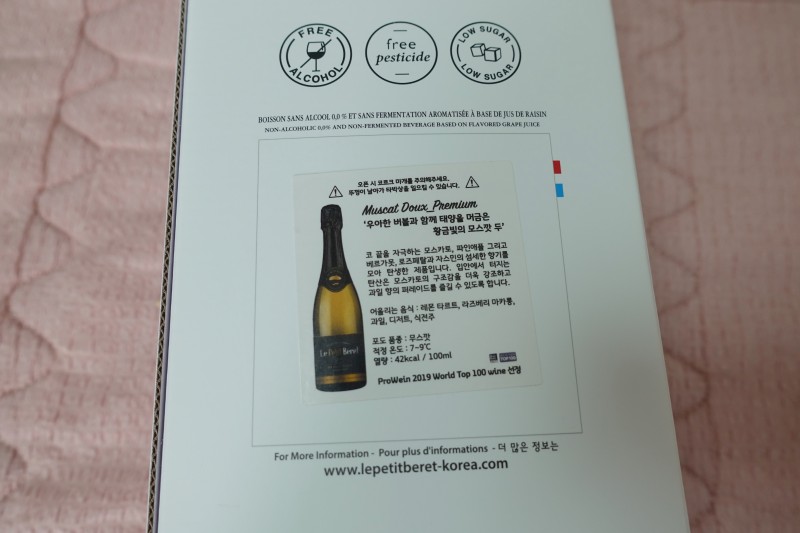 FREE
ALCOHOL
free
pesticide
LOW SUGAR
LOW SUGAR
BOISSON SANS ALCOOL 0,0 % ET SANS FERMENTATION AROMATISÉE À BASE DE JUS DE RAISIN
NON-ALCOHOLIC 0,0% AND NON-FERMENTED BEVERAGE BASED ON FLAVORED GRAPE JUICE
오픈 시 코르크 마개를 주의해주세요.
뚜껑이 날아가 타박상을 일으킬 수 있습니다.
Muscat Doux_Premium
'우아한 버블과 함께 태양을 머금은
황금빛의 모스깟 두'
코 끝을 자극하는 모스카토, 파인애플 그리고
베르가못, 로즈페탈과 자스민의 섬세한 향기를
모아 탄생한 제품입니다. 입안에서 터지는
탄산은 모스카토의 구조감을 더욱 강조하고
과일 향의 퍼레이드를 즐길 수 있도록 합니다.
어울리는 음식 : 레몬 타르트, 라즈베리 마카롱,
과일, 디저트, 식전주
포도 품종 : 무스깟
적정 온도 : 7~9℃
열량 : 42kcal / 100ml
ProWein 2019 World Top 100 wine 선정
Le Petit Beret
For More Information - Pour plus d'informations - 더 많은 정보는
www.lepetitberet-korea.com